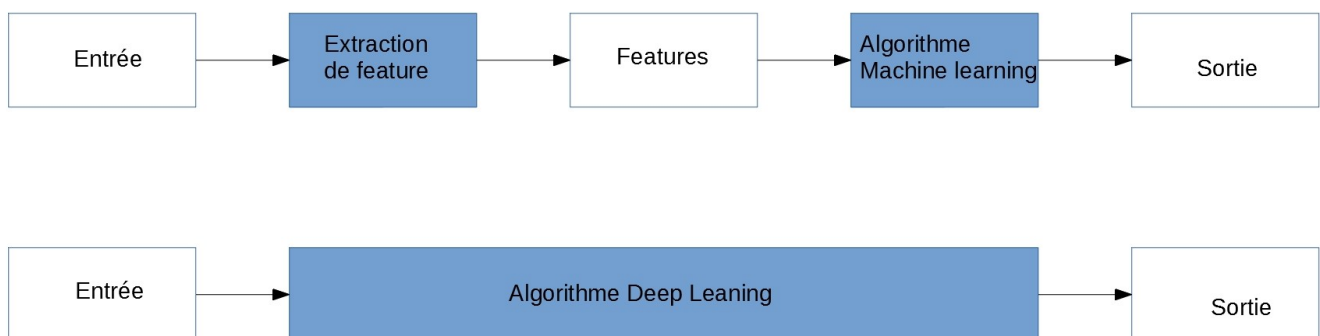 Entrée
Extraction
de feature
Features
Algorithme
Machine learning
Sortie
Entrée
Algorithme Deep Leaning
Sortie